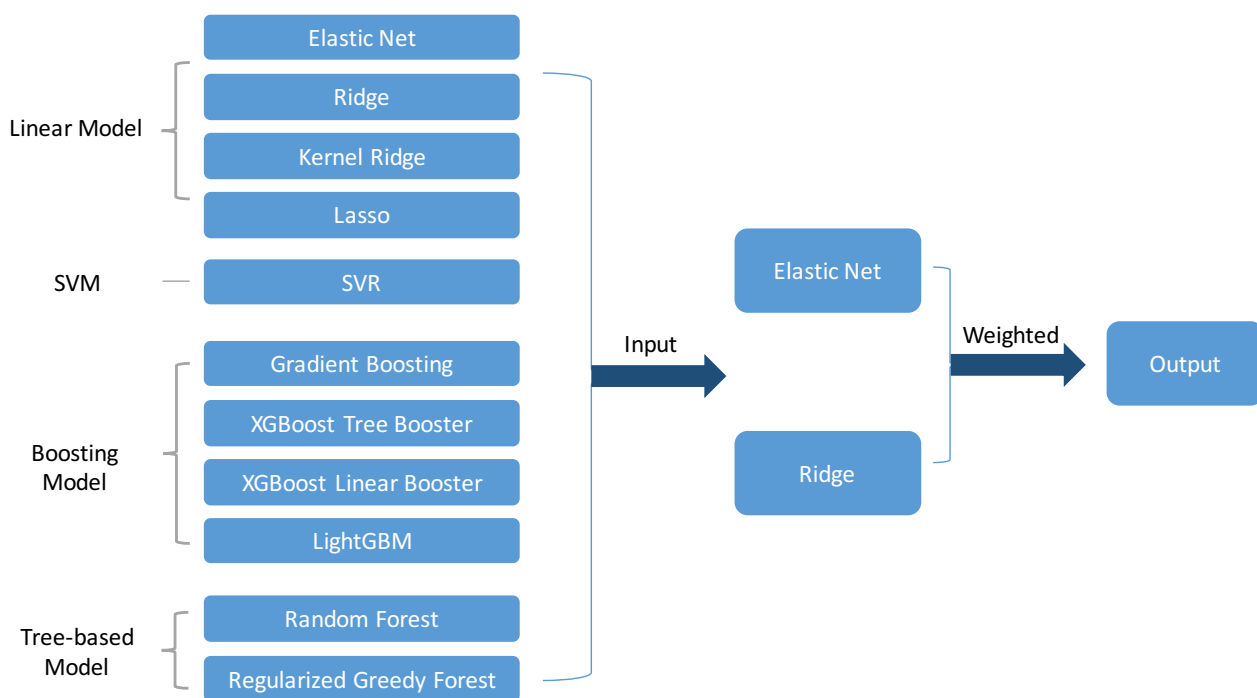 Elastic Net
Ridge
Linear Model
Kernel Ridge
Lasso
SVM
SVR
Gradient Boosting
XGBoost Tree Booster
Boosting
Model
XGBoost Linear Booster
LightGBM
Random Forest
Tree-based
Model
Regularized Greedy Forest
Input
Elastic Net
Ridge
Weighted
Output